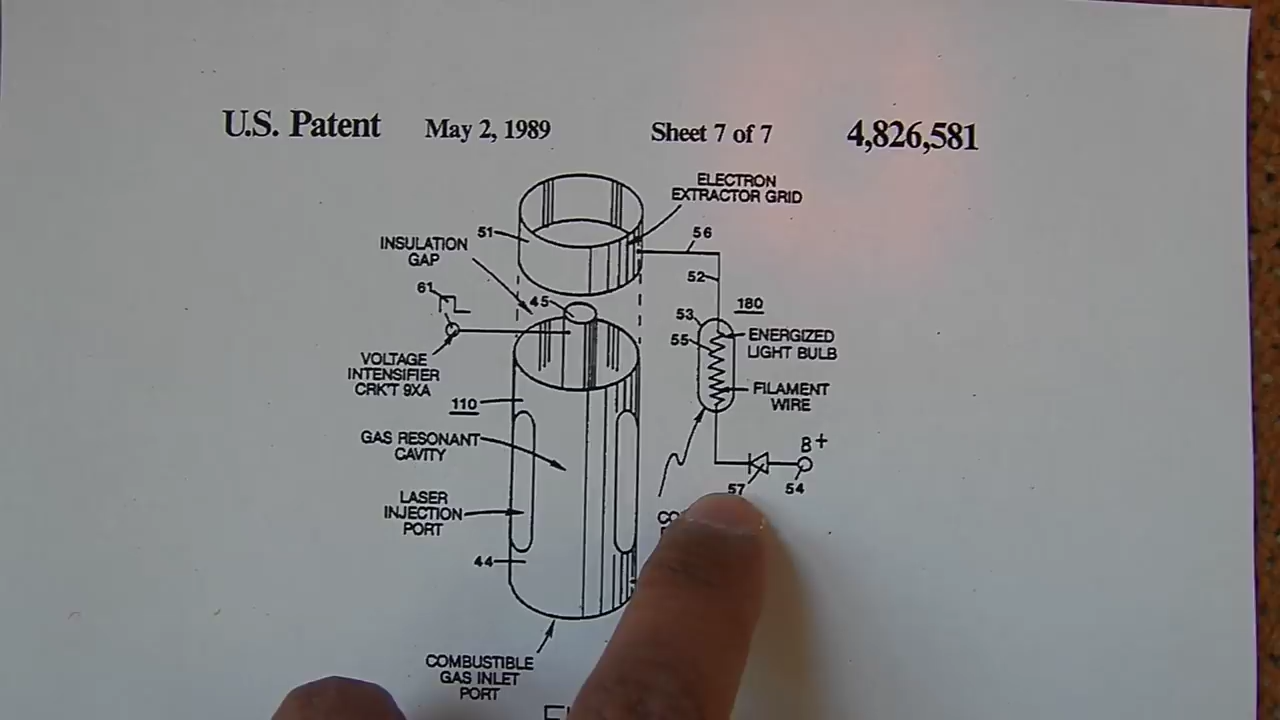 U.S. Patent May 2, 1989 Sheet 7 of 7 4,826,581
ELECTRON
EXTRACTOR GRID
51
56
INSULATION
GAP
52
61
45
180
53
55
ENERGIZED
LIGHT BULB
VOLTAGE
INTENSIFIER
CRK'T 9XA
FILAMENT
WIRE
110
GAS RESONANT
CAVITY
B+
57
54
LASER
INJECTION
PORT
44
COMBUSTIBLE
GAS INLET
PORT